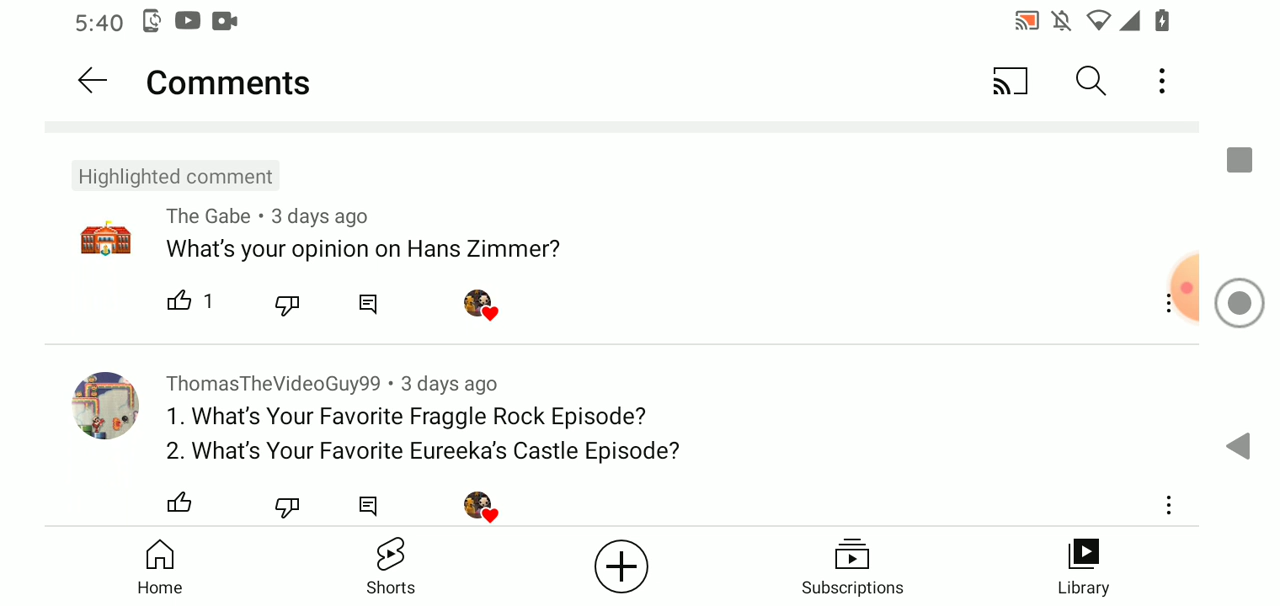 5:40
Comments
Highlighted comment
The Gabe • 3 days ago
What's your opinion on Hans Zimmer?
1
ThomasTheVideoGuy99 • 3 days ago
1. What's Your Favorite Fraggle Rock Episode?
2. What's Your Favorite Eureeka's Castle Episode?
Home
Shorts
Subscriptions
Library